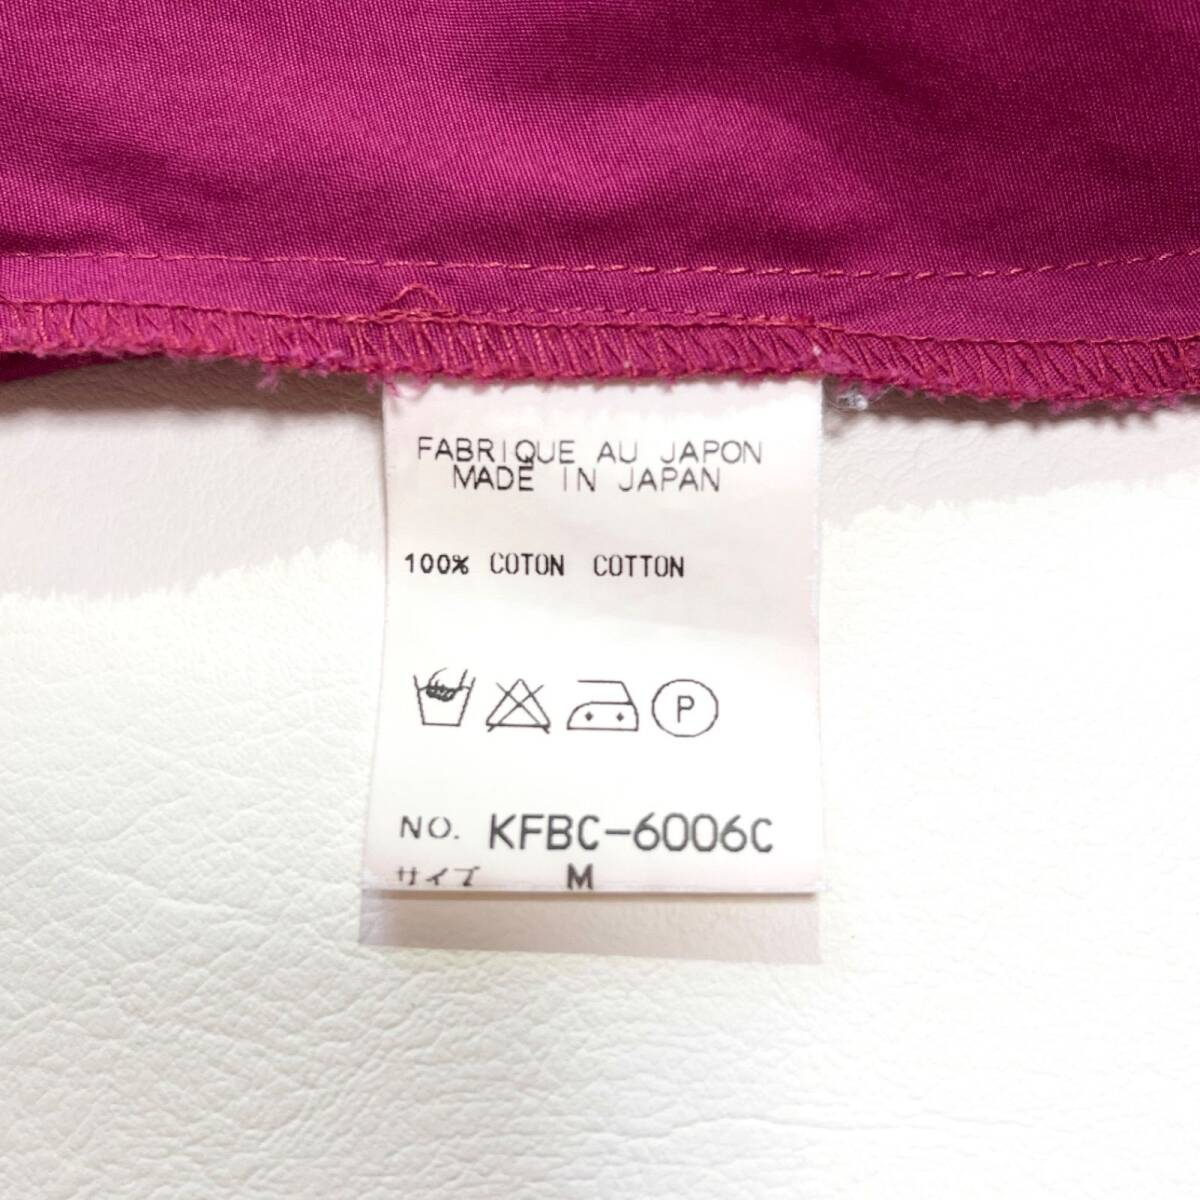 FABRIQUE AU JAPON
MADE IN JAPAN
100% COTON COTTON
P
NO. KFBC-6006C
サイズ M